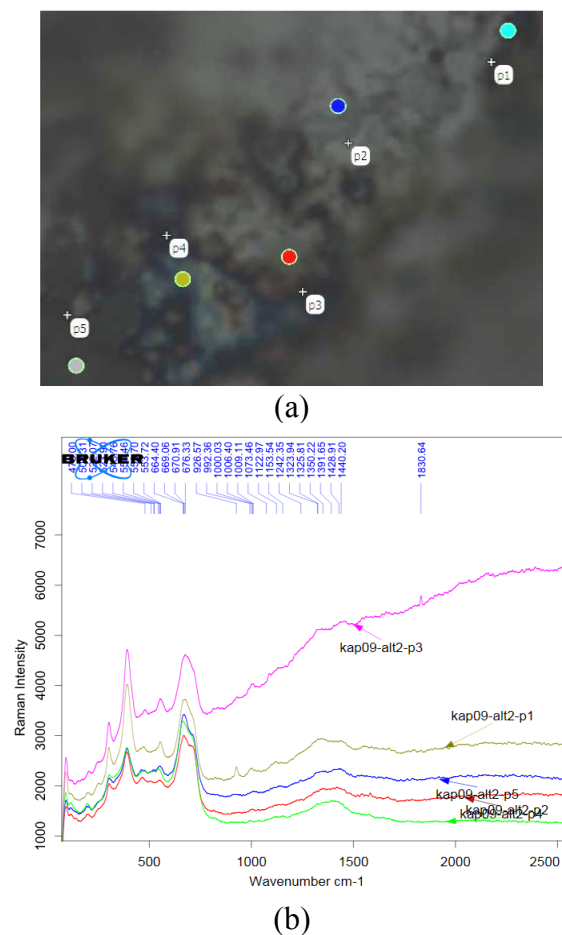 p1
p2
p4
p3
p5
(a)
BRUKER
553.72
664.40
669.06
670.91
676.33
926.57
992.36
1000.03
1006.40
1009.11
1073.46
1122.97
1153.54
1242.35
1323.94
1325.81
1350.22
1391.65
1428.91
1440.20
1830.64
7000
6000
5000
4000
3000
2000
1000
Raman Intensity
kap09-alt2-p3
kap09-alt2-p1
kap09-alt2-p5
kap09-alt2-p2
kap09-alt2-p4
500 1000 1500 2000 2500
Wavenumber cm-1
(b)